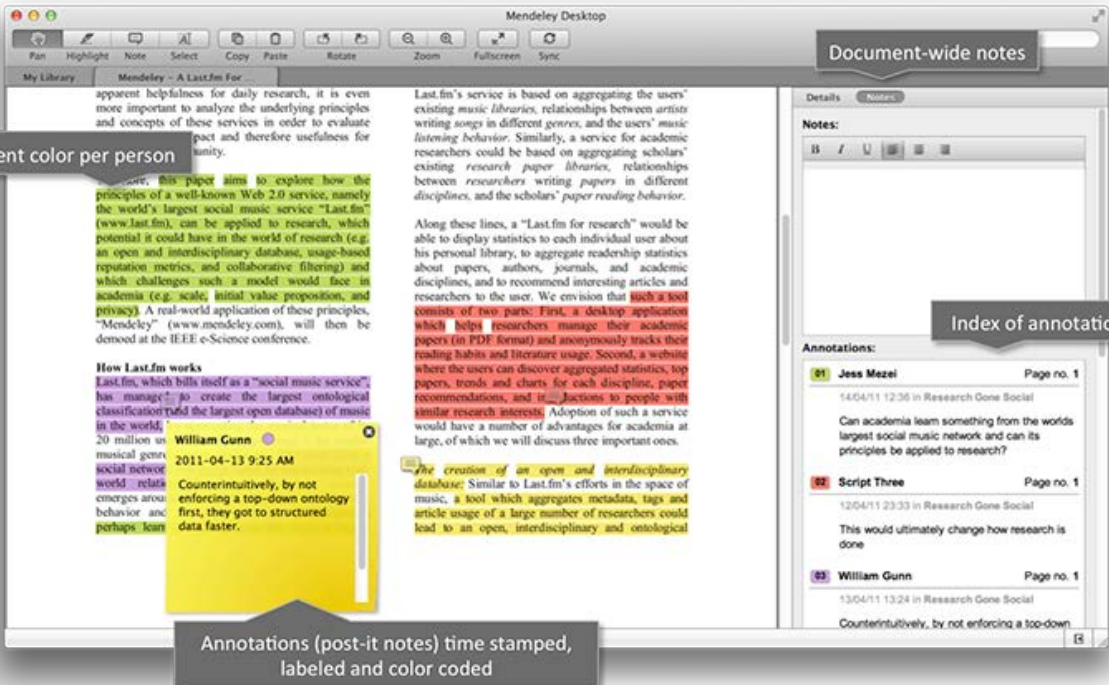 Mendeley Desktop
Pan Highlight Note Select Copy Paste Rotate Zoom Fullscreen Sync
Document-wide notes
My Library Mendeley – A Last.fm For ...
ent color per person
apparent helpfulness for daily research, it is even
more important to analyze the underlying principles
and concepts of these services in order to evaluate
pact and therefore usefulness for
unity.
this paper aims to explore how the
principles of a well-known Web 2.0 service, namely
the world's largest social music service “Last.fm”
(www.last.fm), can be applied to research, which
potential it could have in the world of research (e.g.
an open and interdisciplinary database, usage-based
reputation metrics, and collaborative filtering) and
which challenges such a model would face in
academia (e.g. scale, initial value proposition, and
privacy). A real-world application of these principles,
“Mendeley” (www.mendeley.com), will then be
demoed at the IEEE e-Science conference.
How Last.fm works
Last.fm, which bills itself as a “social music service”,
has managed to create the largest ontological
classification (and the largest open database) of music
in the world,
20 million us
musical genre
social networ
world relati
emerges arou
behavior and
perhaps learn
William Gunn
2011-04-13 9:25 AM
Counterintuitively, by not
enforcing a top-down ontology
first, they got to structured
data faster.
Annotations (post-it notes) time stamped,
labeled and color coded
Last.fm's service is based on aggregating the users'
existing music libraries, relationships between artists
writing songs in different genres, and the users' music
listening behavior. Similarly, a service for academic
researchers could be based on aggregating scholars'
existing research paper libraries, relationships
between researchers writing papers in different
disciplines, and the scholars' paper reading behavior.
Along these lines, a “Last.fm for research” would be
able to display statistics to each individual user about
his personal library, to aggregate readership statistics
about papers, authors, journals, and academic
disciplines, and to recommend interesting articles and
researchers to the user. We envision that such a tool
consists of two parts: First, a desktop application
which helps researchers manage their academic
papers (in PDF format) and anonymously tracks their
reading habits and literature usage. Second, a website
where the users can discover aggregated statistics, top
papers, trends and charts for each discipline, paper
recommendations, and introductions to people with
similar research interests. Adoption of such a service
would have a number of advantages for academia at
large, of which we will discuss three important ones.
The creation of an open and interdisciplinary
database: Similar to Last.fm's efforts in the space of
music, a tool which aggregates metadata, tags and
article usage of a large number of researchers could
lead to an open, interdisciplinary and ontological
Details Notes
Notes:
B I U
Index of annotatio
Annotations:
01 Jess Mezei Page no. 1
14/04/11 12:36 in Research Gone Social
Can academia learn something from the worlds
largest social music network and can its
principles be applied to research?
02 Script Three Page no. 1
12/04/11 23:33 in Research Gone Social
This would ultimately change how research is
done
03 William Gunn Page no. 1
13/04/11 13:24 in Research Gone Social
Counterintuitively, by not enforcing a top-down